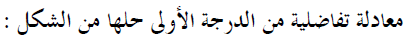 معادلة تفاضلية من الدرجة الأولى حلها من الشكل :